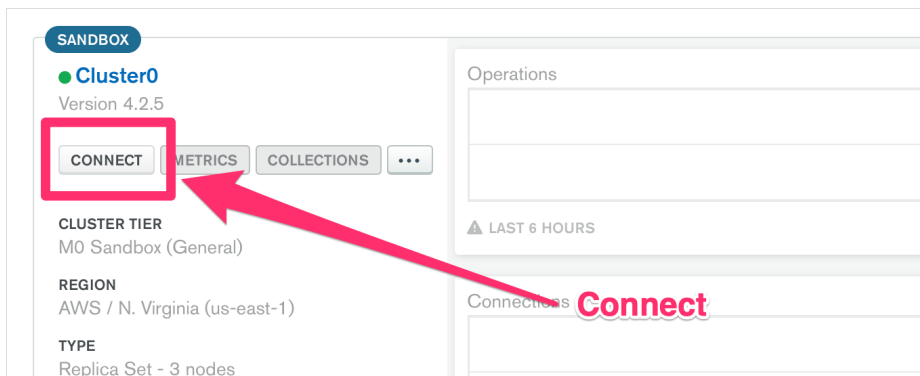 SANDBOX
Cluster0
Version 4.2.5
CONNECT METRICS COLLECTIONS ...
CLUSTER TIER
M0 Sandbox (General)
REGION
AWS / N. Virginia (us-east-1)
TYPE
Replica Set - 3 nodes
Operations
LAST 6 HOURS
Connections
Connect